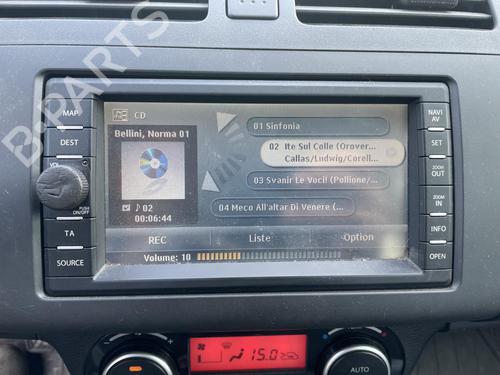 MAP
DEST
VOL
PUSH
ON/OFF
TA
SOURCE
CD
Bellini, Norma 01
02
00:06:44
01 Sinfonia
02 Ite Sul Colle (Orover...
Callas/Ludwig/Corell...
03 Svanir Le Voci! (Pollione/...
04 Meco All'altar Di Venere (...
REC
Liste
Option
Volume: 10
NAVI
AV
SET
ZOOM
OUT
ZOOM
IN
INFO
OPEN
15.0
AUTO
B-PARTS